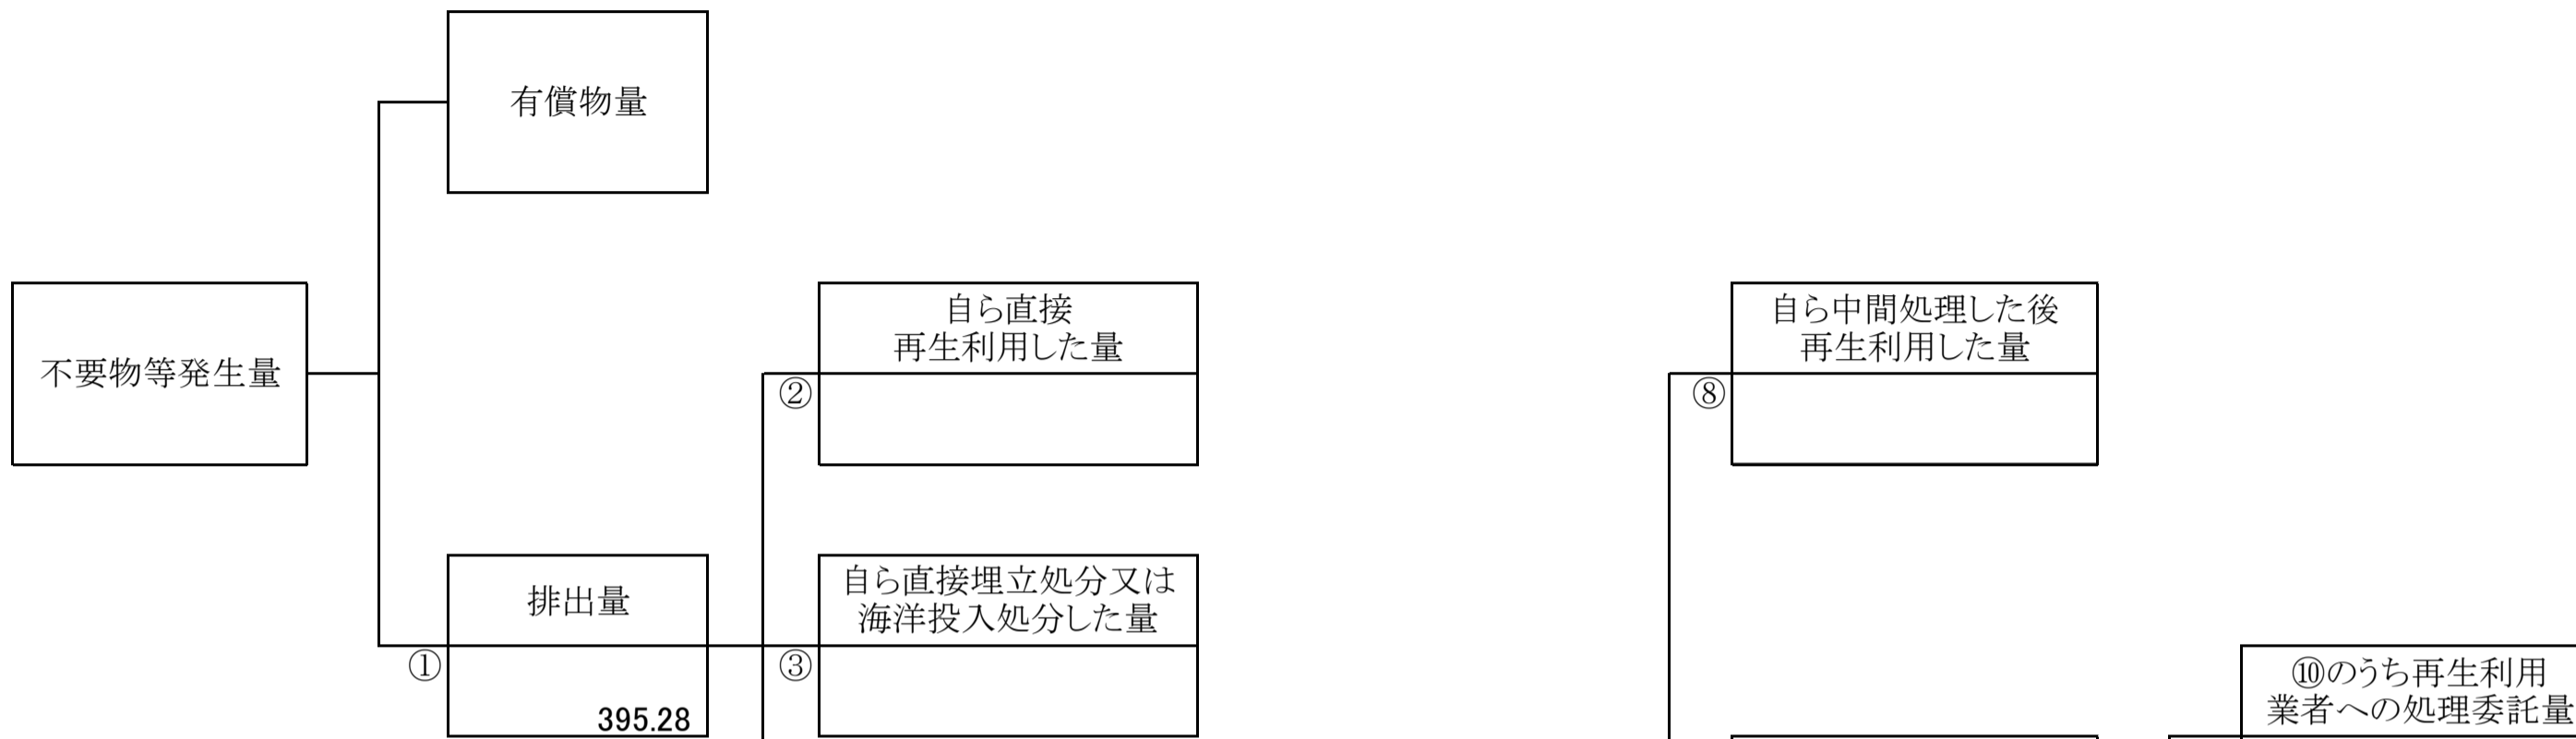 有償物量
不要物等発生量
自ら直接
再生利用した量
②
自ら中間処理した後
再生利用した量
⑧
排出量
①
395.28
自ら直接埋立処分又は
海洋投入処分した量
③
⑩のうち再生利用
業者への処理委託量